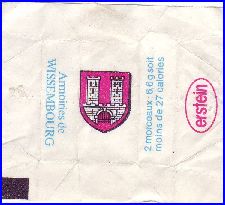 Armoiries de
WISSEMBOURG
2 morceaux : 6,6 g soit
moins de 27 calories
erstein